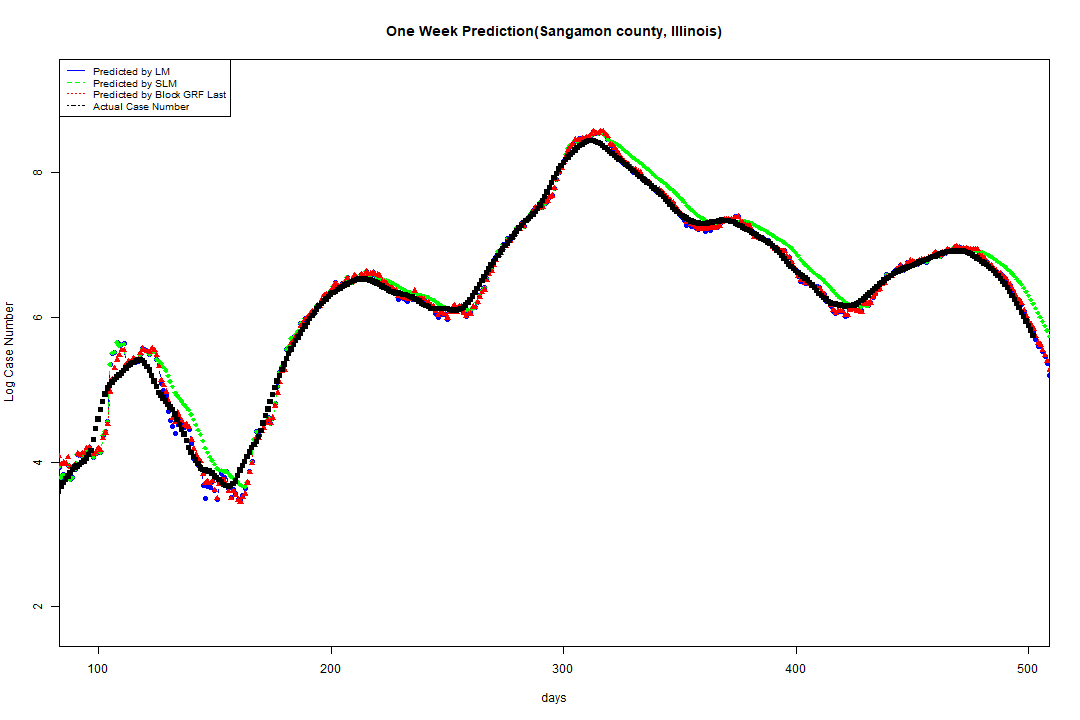 One Week Prediction(Sangamon county, Illinois)
Predicted by LM
Predicted by SLM
Predicted by Block GRF Last
Actual Case Number
8
6
4
2
Log Case Number
100 200 300 400 500
days